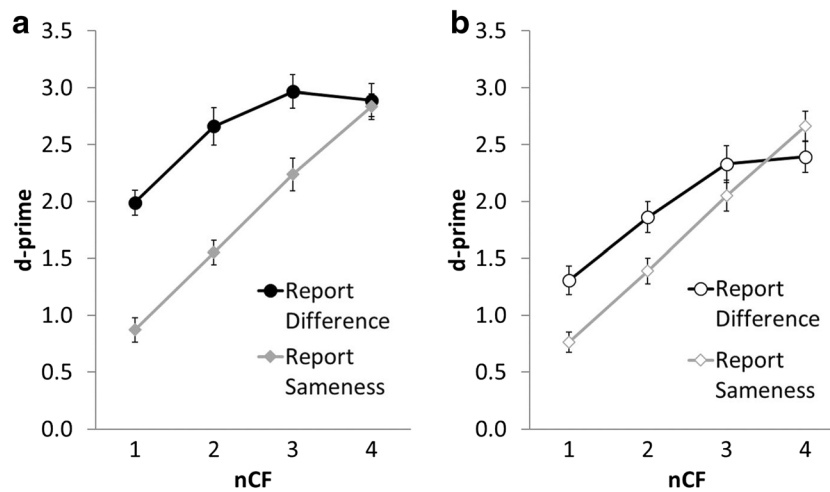 a
3.5
3.0
2.5
2.0
1.5
1.0
0.5
0.0
d-prime
1
2
3
4
nCF
Report
Difference
Report
Sameness
b
3.5
3.0
2.5
2.0
1.5
1.0
0.5
0.0
d-prime
1
2
3
4
nCF
Report
Difference
Report
Sameness